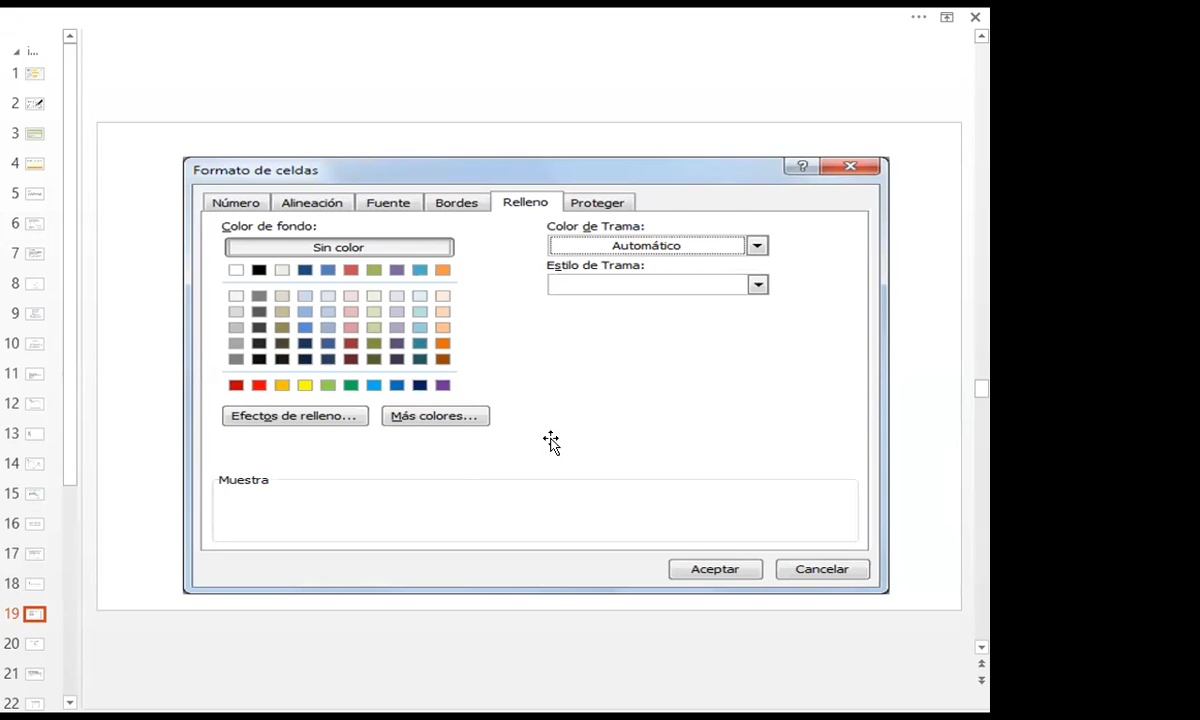 i...
1
2
3
4
5
6
7
8
9
10
11
12
13
14
15
16
17
18
19
20
21
22
Formato de celdas
Número Alineación Fuente Bordes Relleno Proteger
Color de fondo:
Sin color
Color de Trama:
Automático
Estilo de Trama:
Efectos de relleno...
Más colores...
Muestra
Aceptar
Cancelar